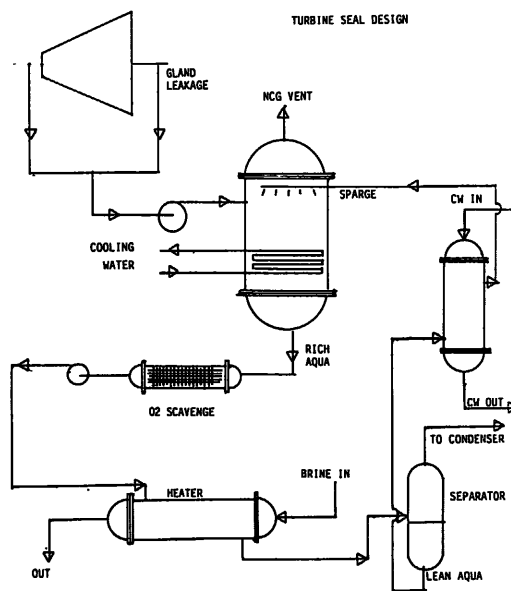 TURBINE SEAL DESIGN
GLAND
LEAKAGE
NCG VENT
SPARGE
CW IN
COOLING
WATER
RICH
AQUA
O2 SCAVENGE
CW OUT
TO CONDENSER
BRINE IN
HEATER
SEPARATOR
OUT
LEAN AQUA